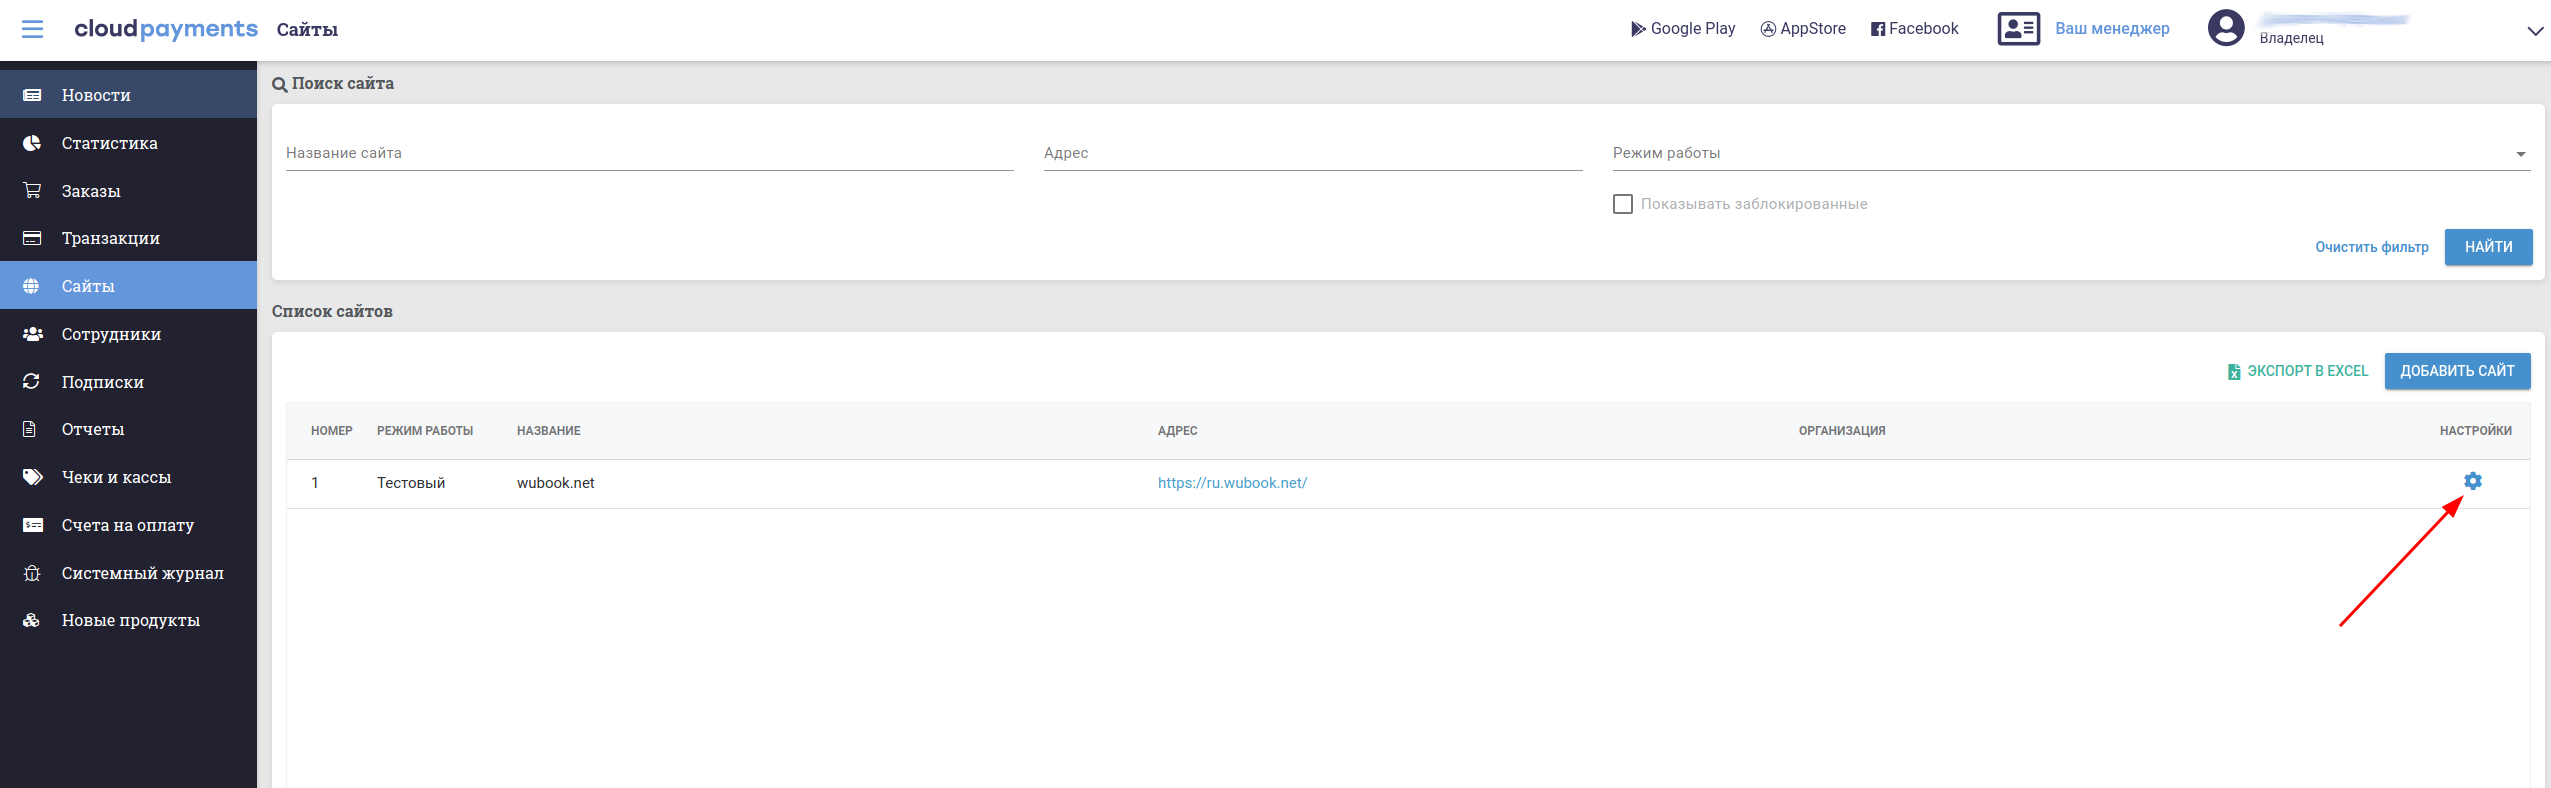 cloudpayments Сайты Google Play AppStore Facebook Ваш менеджер
Владелец
Новости
Статистика
Заказы
Транзакции
Сайты
Сотрудники
Подписки
Отчеты
Чеки и кассы
Счета на оплату
Системный журнал
Новые продукты
Поиск сайта
Название сайта Адрес Режим работы
Показывать заблокированные
Очистить фильтр НАЙТИ
Список сайтов
ЭКСПОРТ В EXCEL ДОБАВИТЬ САЙТ
НОМЕР РЕЖИМ РАБОТЫ НАЗВАНИЕ АДРЕС ОРГАНИЗАЦИЯ НАСТРОЙКИ
1 Тестовый wubook.net https://ru.wubook.net/